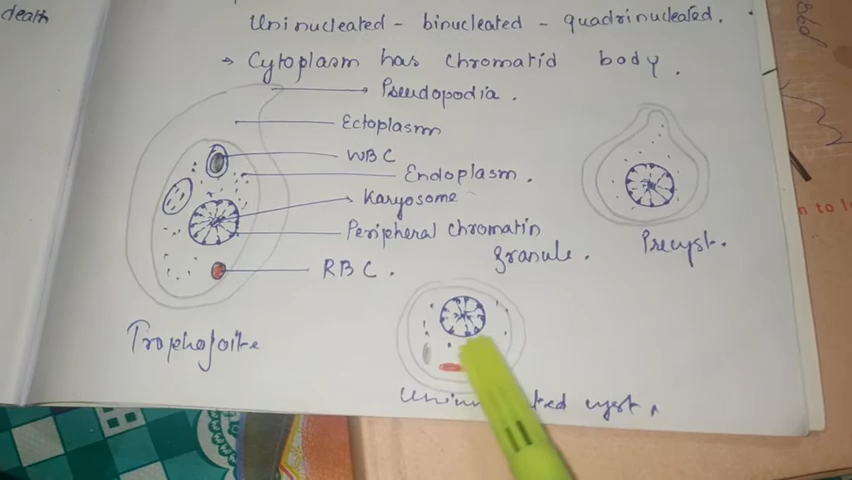 death
Uninucleated - binucleated - quadrinucleated.
→ Cytoplasm has chromatid body.
Pseudopodia.
Ectoplasm
WBC
Endoplasm.
Karyosome
Peripheral chromatin
granule.
RBC.
Precyst.
Trophozoite
cyst.